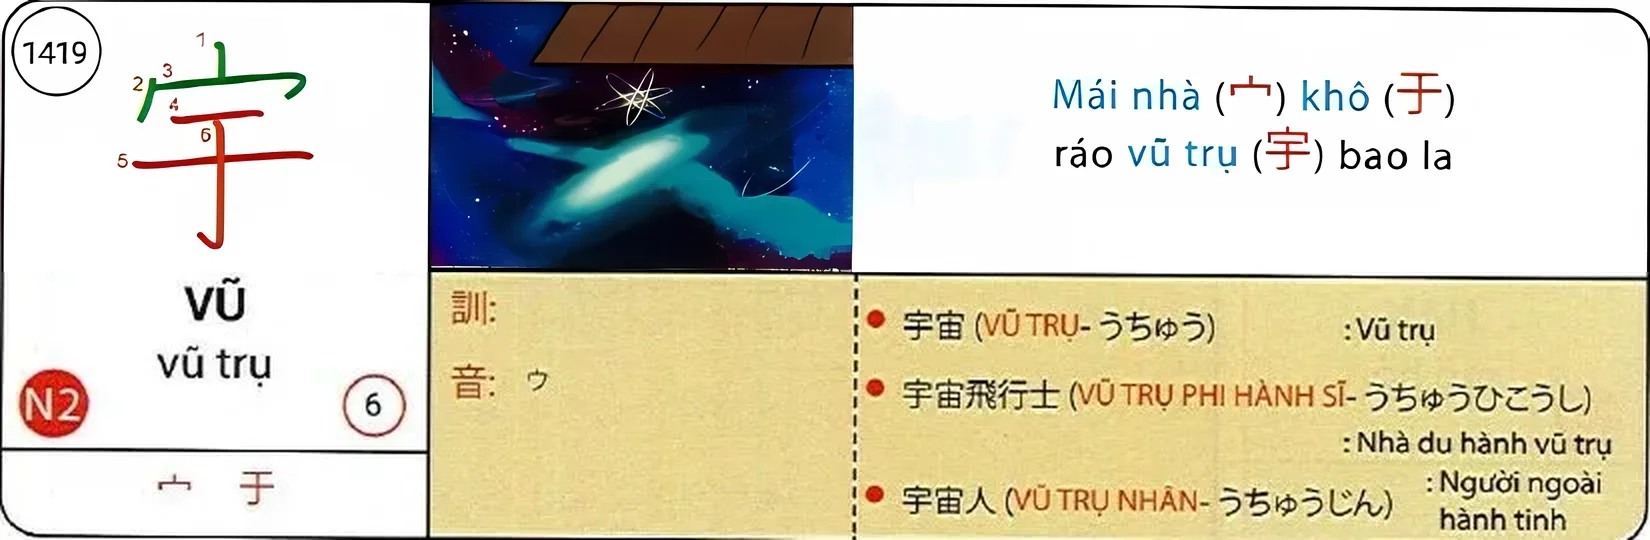 1419
1
2
3
4
5
6
宇
VŨ
vũ trụ
N2
6
宀 于
Mái nhà (宀) khô (于)
ráo vũ trụ (宇) bao la
訓:
音: ウ
宇宙 (VŨ TRỤ- うちゅう) : Vũ trụ
宇宙飛行士 (VŨ TRỤ PHI HÀNH SĨ- うちゅうひこうし)
: Nhà du hành vũ trụ
宇宙人 (VŨ TRỤ NHÂN- うちゅうじん) : Người ngoài
hành tinh